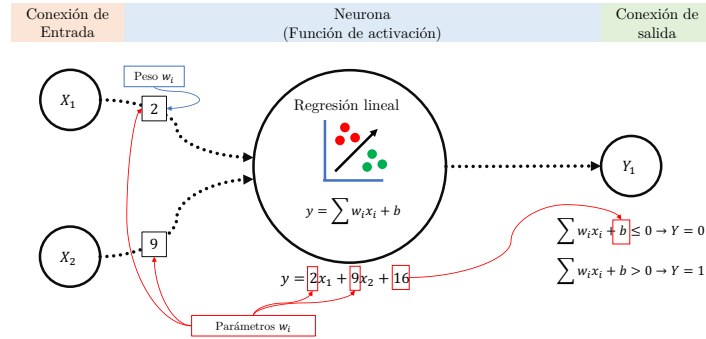 Conexión de
Entrada
Neurona
(Función de activación)
Conexión de
salida
Peso wᵢ
X₁
2
Regresión lineal
y = ∑ wᵢxᵢ + b
Y₁
X₂
9
∑ wᵢxᵢ + b ≤ 0 → Y = 0
y = 2x₁ + 9x₂ + 16
∑ wᵢxᵢ + b > 0 → Y = 1
Parámetros wᵢ